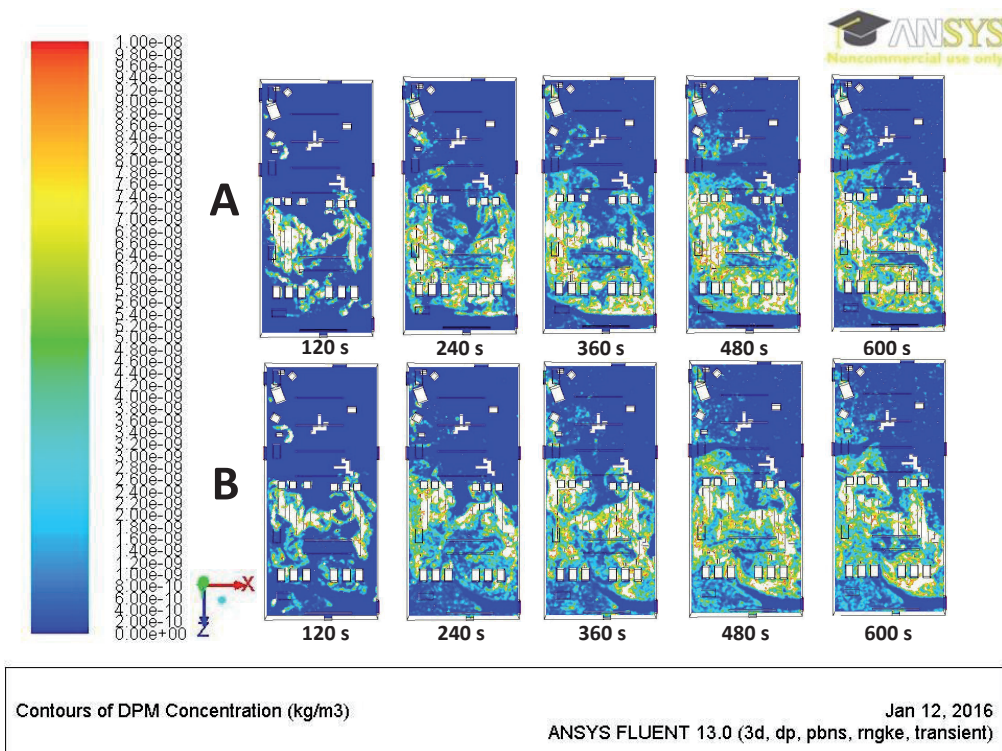 ANSYS
Noncommercial use only
1.00e-08
9.80e-09
9.60e-09
9.40e-09
9.20e-09
9.00e-09
8.80e-09
8.60e-09
8.40e-09
8.20e-09
8.00e-09
7.80e-09
7.60e-09
7.40e-09
7.20e-09
7.00e-09
6.80e-09
6.60e-09
6.40e-09
6.20e-09
6.00e-09
5.80e-09
5.60e-09
5.40e-09
5.20e-09
5.00e-09
4.80e-09
4.60e-09
4.40e-09
4.20e-09
4.00e-09
3.80e-09
3.60e-09
3.40e-09
3.20e-09
3.00e-09
2.80e-09
2.60e-09
2.40e-09
2.20e-09
2.00e-09
1.80e-09
1.60e-09
1.40e-09
1.20e-09
1.00e-09
8.00e-10
6.00e-10
4.00e-10
2.00e-10
0.00e+00
A
120 s 240 s 360 s 480 s 600 s
B
X
Z
120 s 240 s 360 s 480 s 600 s
Contours of DPM Concentration (kg/m3)
Jan 12, 2016
ANSYS FLUENT 13.0 (3d, dp, pbns, rngke, transient)